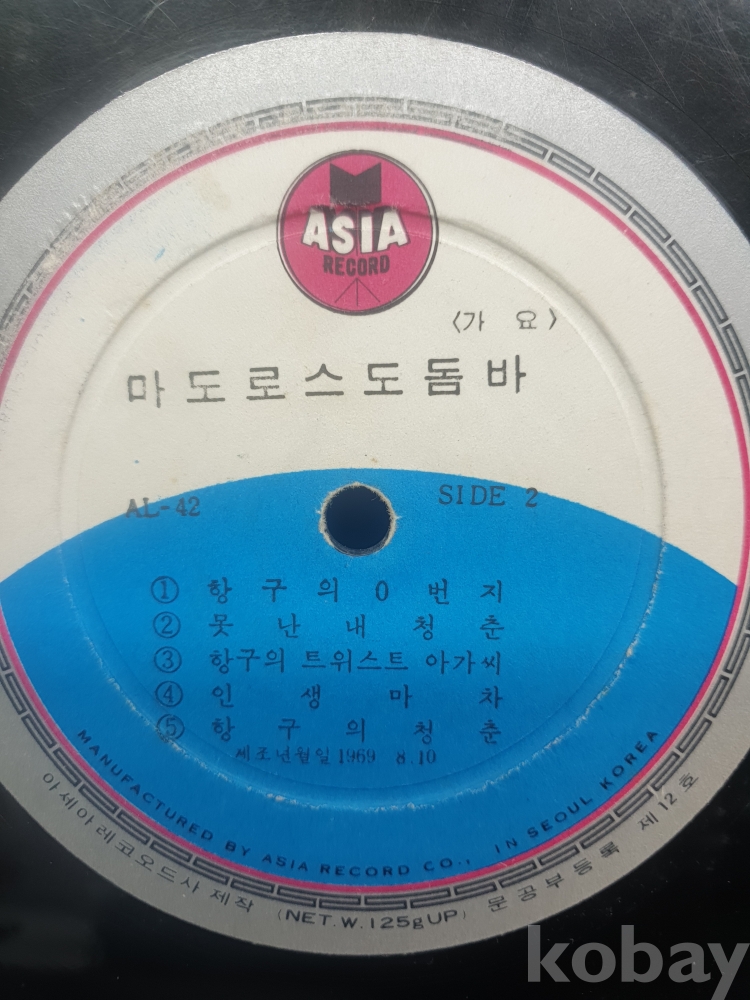 ASIA
RECORD
〈가 요〉
마도로스도돔바
AL-42
SIDE 2
① 항구의 0 번지
② 못난내청춘
③ 항구의 트위스트 아가씨
④ 인생마차
⑤ 항구의청춘
제조년월일 1969 8.10
MANUFACTURED BY ASIA RECORD CO., IN SEOUL KOREA
아세아레코오드사 제작 (NET.W.125gUP) 문공부등록 제12호
kobay